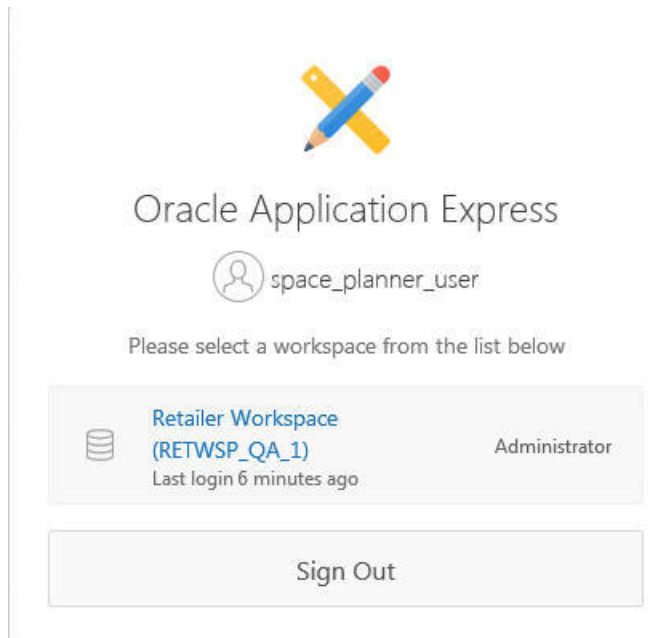 Oracle Application Express
space_planner_user
Please select a workspace from the list below
Retailer Workspace
(RETWSP_QA_1)
Administrator
Last login 6 minutes ago
Sign Out